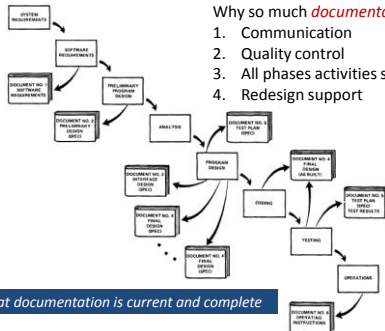 Why so much documenta
1. Communication
2. Quality control
3. All phases activities s
4. Redesign support
SYSTEM
REQUIREMENTS
SOFTWARE
REQUIREMENTS
DOCUMENT NO. 1
SOFTWARE
REQUIREMENTS
PRELIMINARY
PROGRAM
DESIGN
DOCUMENT NO. 2
PRELIMINARY
DESIGN
(SPEC)
ANALYSIS
DOCUMENT NO. 5
TEST PLAN
(SPEC)
PROGRAM
DESIGN
DOCUMENT NO. 3
INTERFACE
DESIGN
(SPEC)
DOCUMENT NO. 4
FINAL
DESIGN
(AS BUILT)
DOCUMENT NO. 4
FINAL
DESIGN
(SPEC)
CODING
DOCUMENT NO. 5
TEST PLAN
(SPEC)
TEST RESULTS
TESTING
DOCUMENT NO. 4
FINAL
DESIGN
(SPEC)
OPERATIONS
at documentation is current and complete
DOCUMENT NO. 6
OPERATING
INSTRUCTIONS